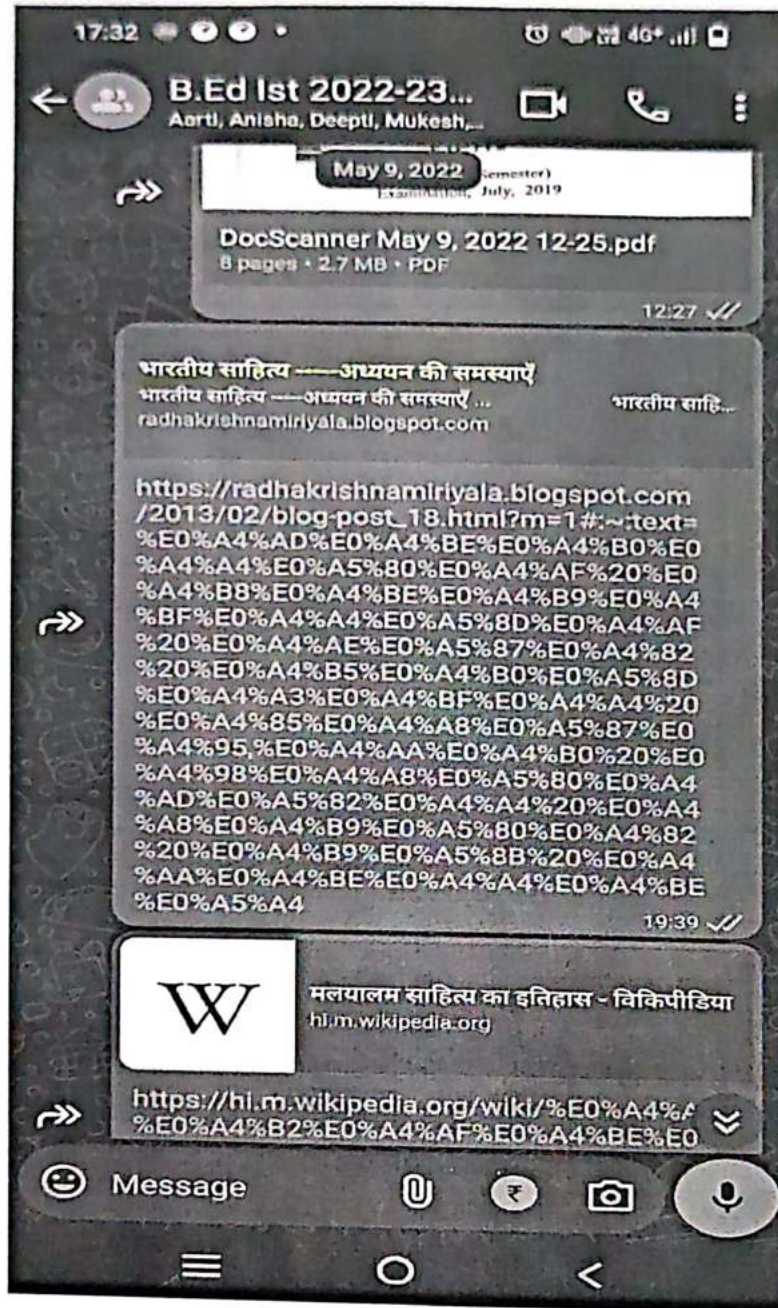 17:32
4G+
B.Ed Ist 2022-23...
Aarti, Anisha, Deepti, Mukesh,...
May 9, 2022
Semester)
Examination, July, 2019
DocScanner May 9, 2022 12-25.pdf
8 pages • 2.7 MB • PDF
12:27
भारतीय साहित्य -----अध्ययन की समस्याएँ
भारतीय साहित्य -----अध्ययन की समस्याएँ ... भारतीय साहि...
radhakrishnamiriyala.blogspot.com
https://radhakrishnamiriyala.blogspot.com
/2013/02/blog-post_18.html?m=1#:~:text=
%E0%A4%AD%E0%A4%BE%E0%A4%B0%E0
%A4%A4%E0%A5%80%E0%A4%AF%20%E0
%A4%B8%E0%A4%BE%E0%A4%B9%E0%A4
%BF%E0%A4%A4%E0%A5%8D%E0%A4%AF
%20%E0%A4%AE%E0%A5%87%E0%A4%82
%20%E0%A4%B5%E0%A4%B0%E0%A5%8D
%E0%A4%A3%E0%A4%BF%E0%A4%A4%20
%E0%A4%85%E0%A4%A8%E0%A5%87%E0
%A4%95,%E0%A4%AA%E0%A4%B0%20%E0
%A4%98%E0%A4%A8%E0%A5%80%E0%A4
%AD%E0%A5%82%E0%A4%A4%20%E0%A4
%A8%E0%A4%B9%E0%A5%80%E0%A4%82
%20%E0%A4%B9%E0%A5%8B%20%E0%A4
%AA%E0%A4%BE%E0%A4%A4%E0%A4%BE
%E0%A5%A4
19:39
W
मलयालम साहित्य का इतिहास - विकिपीडिया
hi.m.wikipedia.org
https://hi.m.wikipedia.org/wiki/%E0%A4%A
%E0%A4%B2%E0%A4%AF%E0%A4%BE%E0
Message
₹